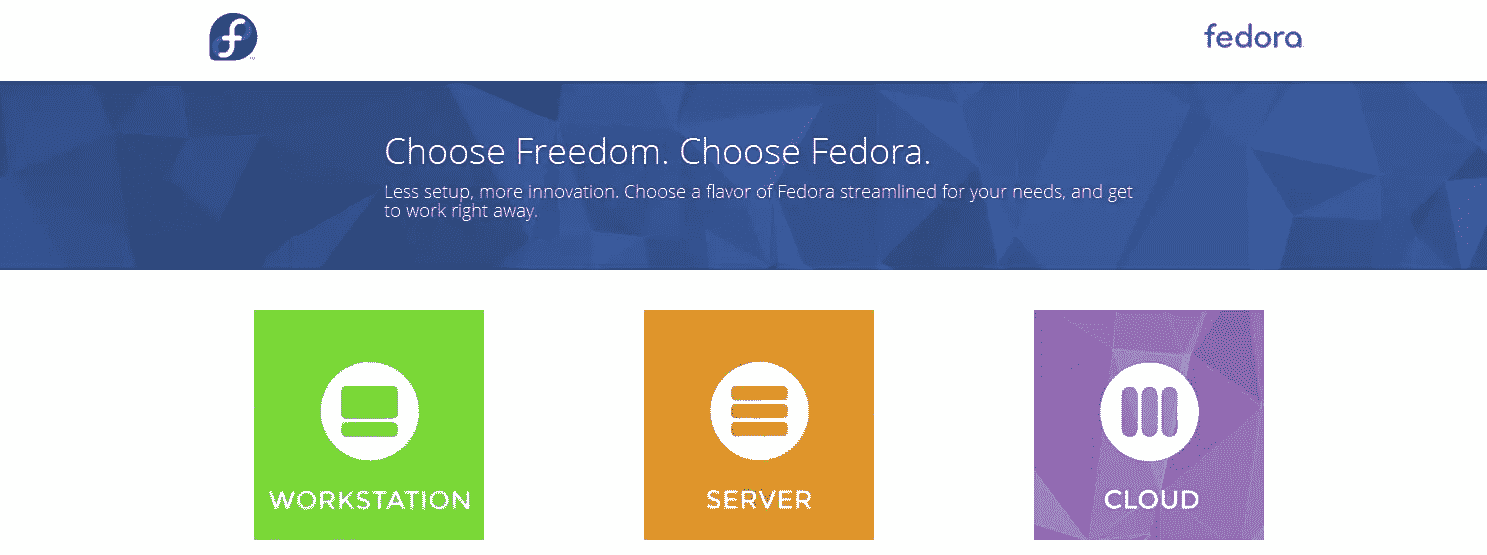 fedora
Choose Freedom. Choose Fedora.
Less setup, more innovation. Choose a flavor of Fedora streamlined for your needs, and get
to work right away.
WORKSTATION
SERVER
CLOUD